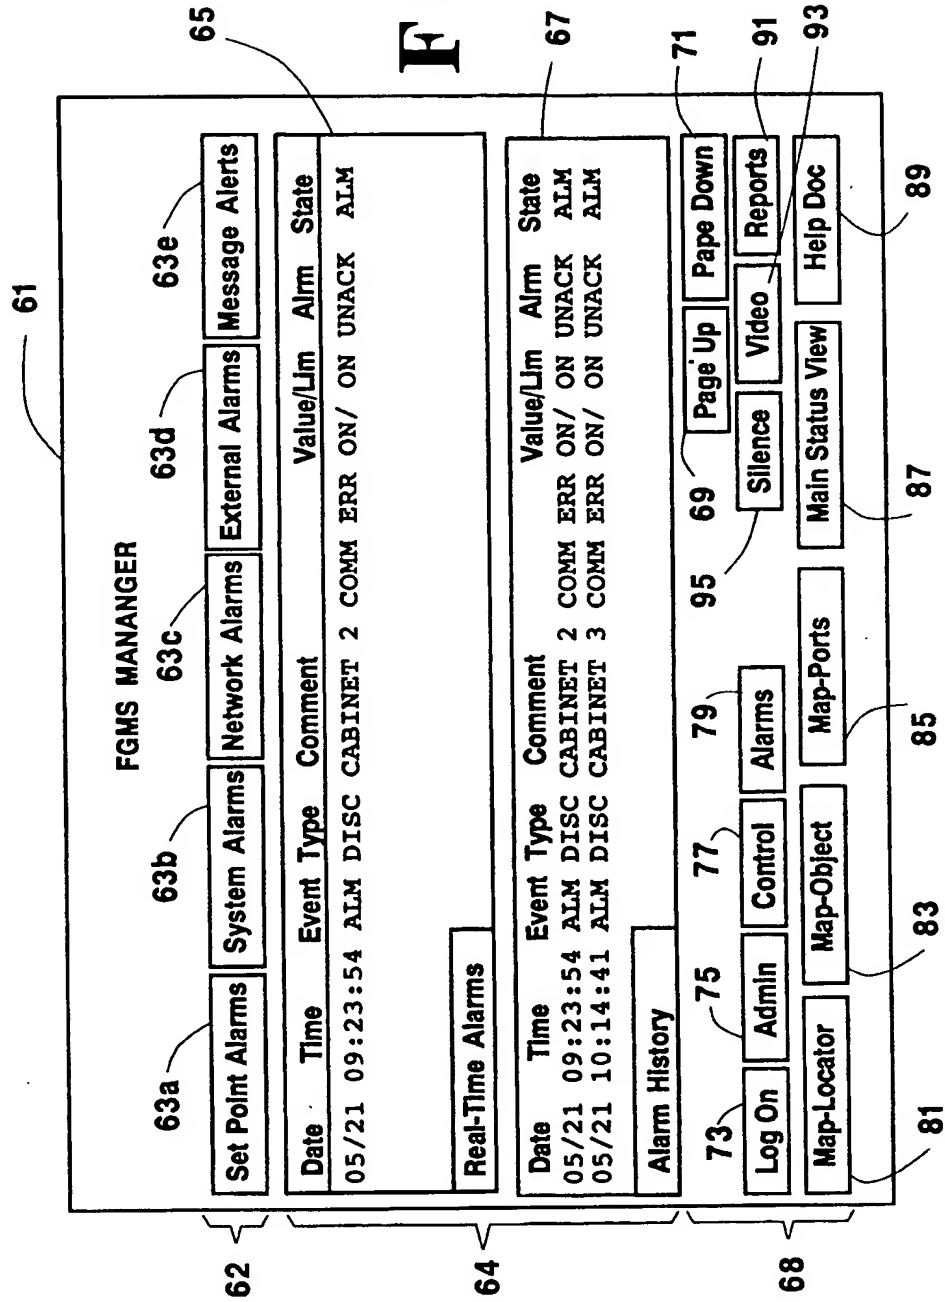 61
FGMS MANANGER
63a 63b 63c 63d 63e
Set Point Alarms System Alarms Network Alarms External Alarms Message Alerts
62
65
Date Time Event Type Comment Value/Lim Alrm State
05/21 09:23:54 ALM DISC CABINET 2 COMM ERR ON/ ON UNACK ALM
Real-Time Alarms
64
F
67
Date Time Event Type Comment Value/Lim Alrm State
05/21 09:23:54 ALM DISC CABINET 2 COMM ERR ON/ ON UNACK ALM
05/21 10:14:41 ALM DISC CABINET 3 COMM ERR ON/ ON UNACK ALM
Alarm History
69 Page Up Pape Down 71
73 75 77 79 95
Log On Admin Control Alarms Silence Video Reports 91
93
68
Map-Locator Map-Object Map-Ports Main Status View Help Doc
81 83 85 87 89